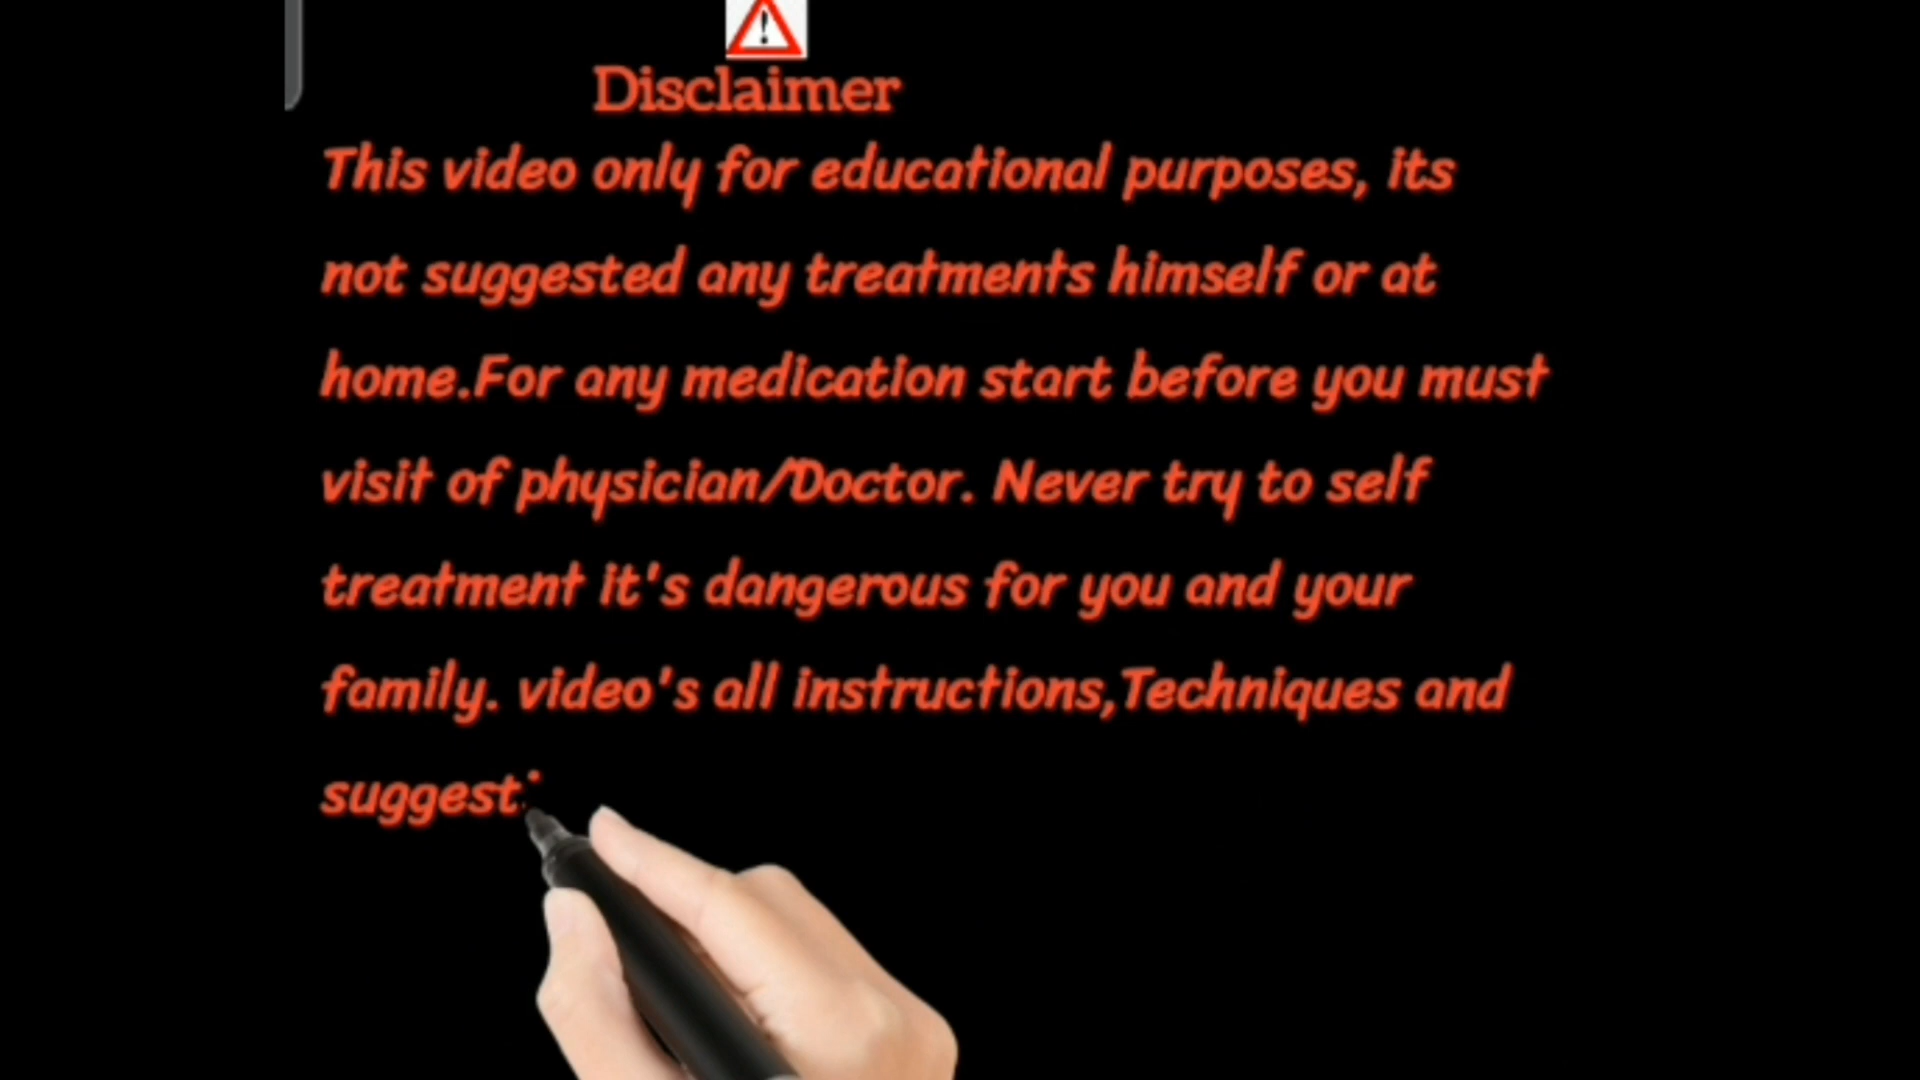 Disclaimer
This video only for educational purposes, its
not suggested any treatments himself or at
home.For any medication start before you must
visit of physician/Doctor. Never try to self
treatment it's dangerous for you and your
family. video's all instructions,Techniques and
suggesti